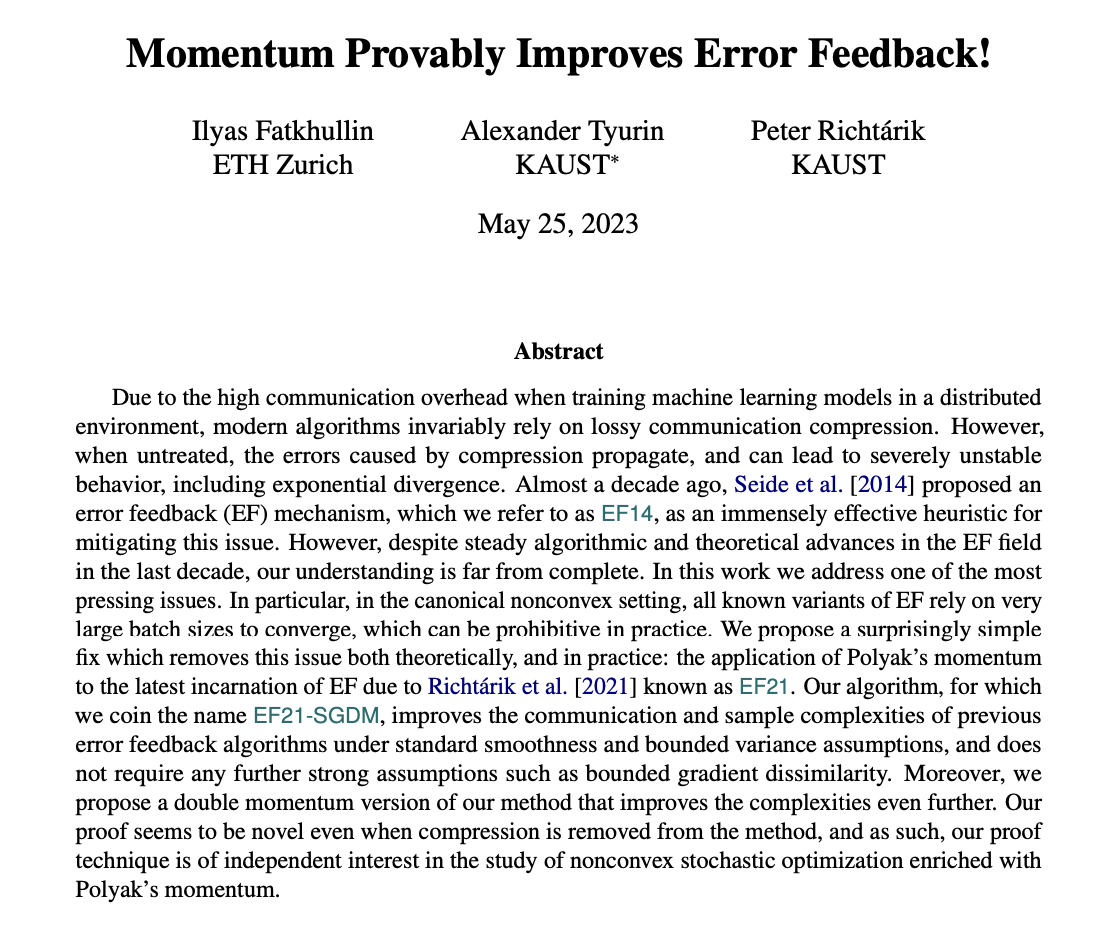 Momentum Provably Improves Error Feedback!
Ilyas Fatkhullin Alexander Tyurin Peter Richtárik
ETH Zurich KAUST* KAUST
May 25, 2023
Abstract
Due to the high communication overhead when training machine learning models in a distributed
environment, modern algorithms invariably rely on lossy communication compression. However,
when untreated, the errors caused by compression propagate, and can lead to severely unstable
behavior, including exponential divergence. Almost a decade ago, Seide et al. [2014] proposed an
error feedback (EF) mechanism, which we refer to as EF14, as an immensely effective heuristic for
mitigating this issue. However, despite steady algorithmic and theoretical advances in the EF field
in the last decade, our understanding is far from complete. In this work we address one of the most
pressing issues. In particular, in the canonical nonconvex setting, all known variants of EF rely on very
large batch sizes to converge, which can be prohibitive in practice. We propose a surprisingly simple
fix which removes this issue both theoretically, and in practice: the application of Polyak's momentum
to the latest incarnation of EF due to Richtárik et al. [2021] known as EF21. Our algorithm, for which
we coin the name EF21-SGDM, improves the communication and sample complexities of previous
error feedback algorithms under standard smoothness and bounded variance assumptions, and does
not require any further strong assumptions such as bounded gradient dissimilarity. Moreover, we
propose a double momentum version of our method that improves the complexities even further. Our
proof seems to be novel even when compression is removed from the method, and as such, our proof
technique is of independent interest in the study of nonconvex stochastic optimization enriched with
Polyak's momentum.